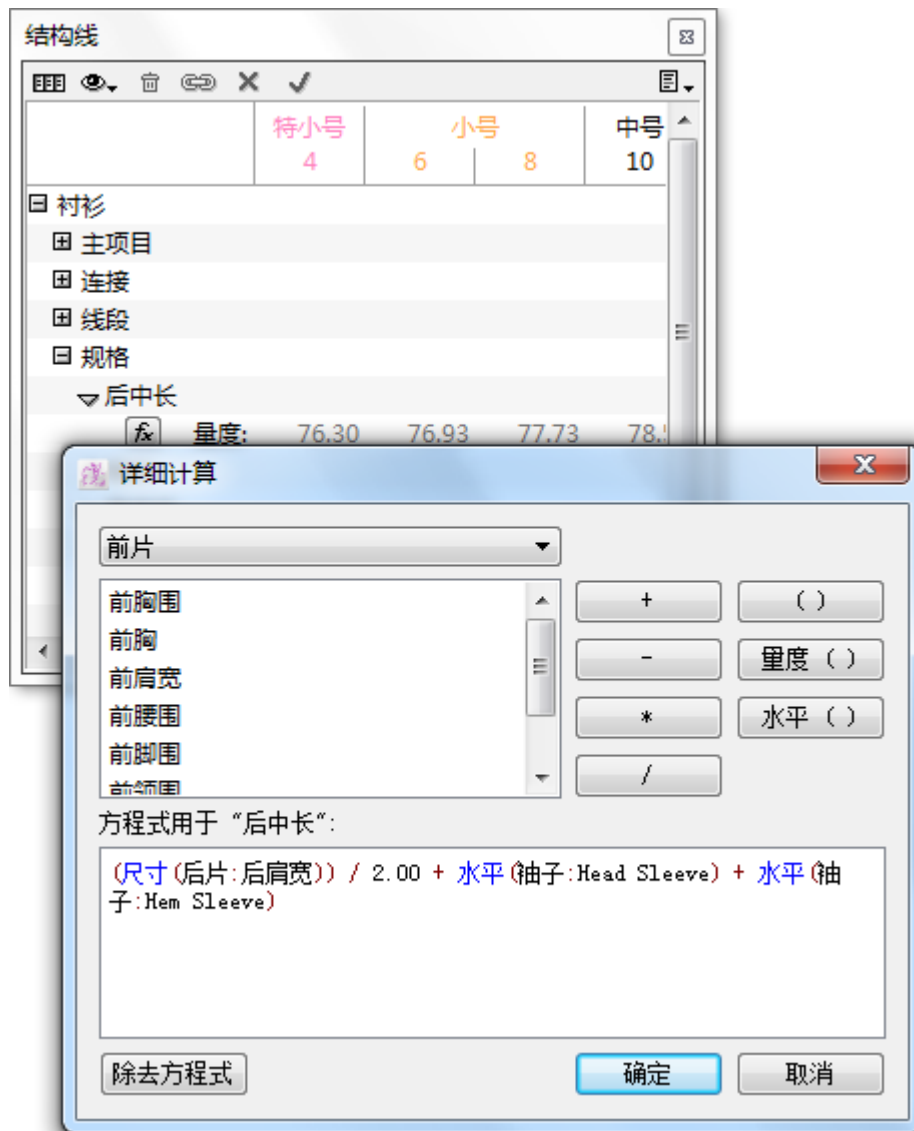 结构线
特小号 小号 中号
4 6 8 10
衬衫
主项目
连接
线段
规格
后中长
fx 量度: 76.30 76.93 77.73 78.
详细计算
前片
前胸围
前胸
前肩宽
前腰围
前脚围
前领围
+ ( )
- 量度 ( )
* 水平 ( )
/
方程式用于 “后中长”:
(尺寸(后片:后肩宽)) / 2.00 + 水平(袖子:Head Sleeve) + 水平(袖
子:Hem Sleeve)
除去方程式 确定 取消